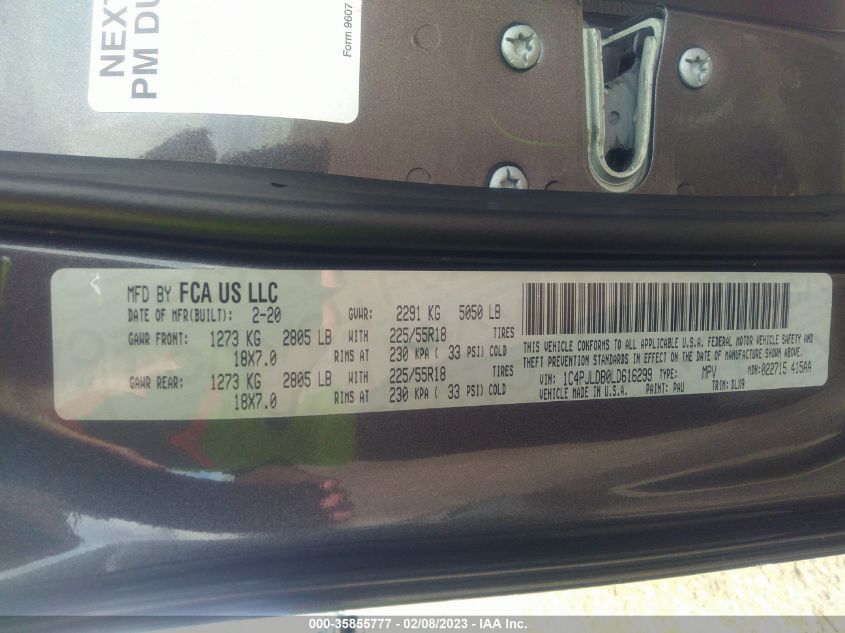 NEXT
PM DU
Form 9607
MFD BY FCA US LLC
DATE OF MFR(BUILT): 2-20 GVWR: 2291 KG 5050 LB
GAWR FRONT: 1273 KG 2805 LB WITH 225/55R18 TIRES
18X7.0 RIMS AT 230 KPA ( 33 PSI) COLD
GAWR REAR: 1273 KG 2805 LB WITH 225/55R18 TIRES
18X7.0 RIMS AT 230 KPA ( 33 PSI) COLD
THIS VEHICLE CONFORMS TO ALL APPLICABLE U.S.A. FEDERAL MOTOR VEHICLE SAFETY AND
THEFT PREVENTION STANDARDS IN EFFECT ON THE DATE OF MANUFACTURE SHOWN ABOVE.
VIN: 1C4PJLDB0LD616299 TYPE: MPV MDH: 022715 415AA
VEHICLE MADE IN U.S.A. PAINT: PAU TRIM: DLX9
000-35855777 — 02/08/2023 — IAA Inc.